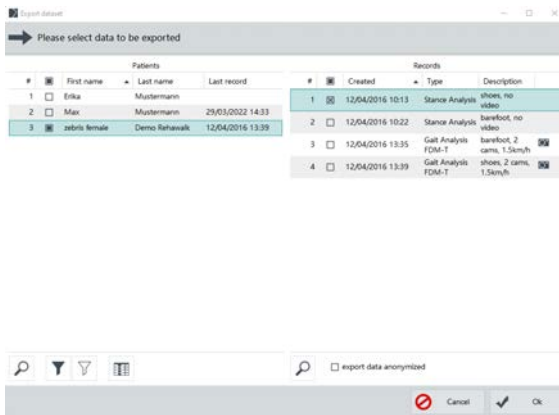 Export dataset
Please select data to be exported
Patients
# First name Last name Last record
1 Erika Mustermann
2 Max Mustermann 29/03/2022 14:33
3 zebris female Demo Rehawalk 12/04/2016 13:39
Records
# Created Type Description
1 12/04/2016 10:13 Stance Analysis shoes, no
video
2 12/04/2016 10:22 Stance Analysis barefoot, no
video
3 12/04/2016 13:35 Gait Analysis barefoot, 2
FDM-T cams, 1.5km/h
4 12/04/2016 13:39 Gait Analysis shoes, 2 cams,
FDM-T 1.5km/h
export data anonymized
Cancel Ok